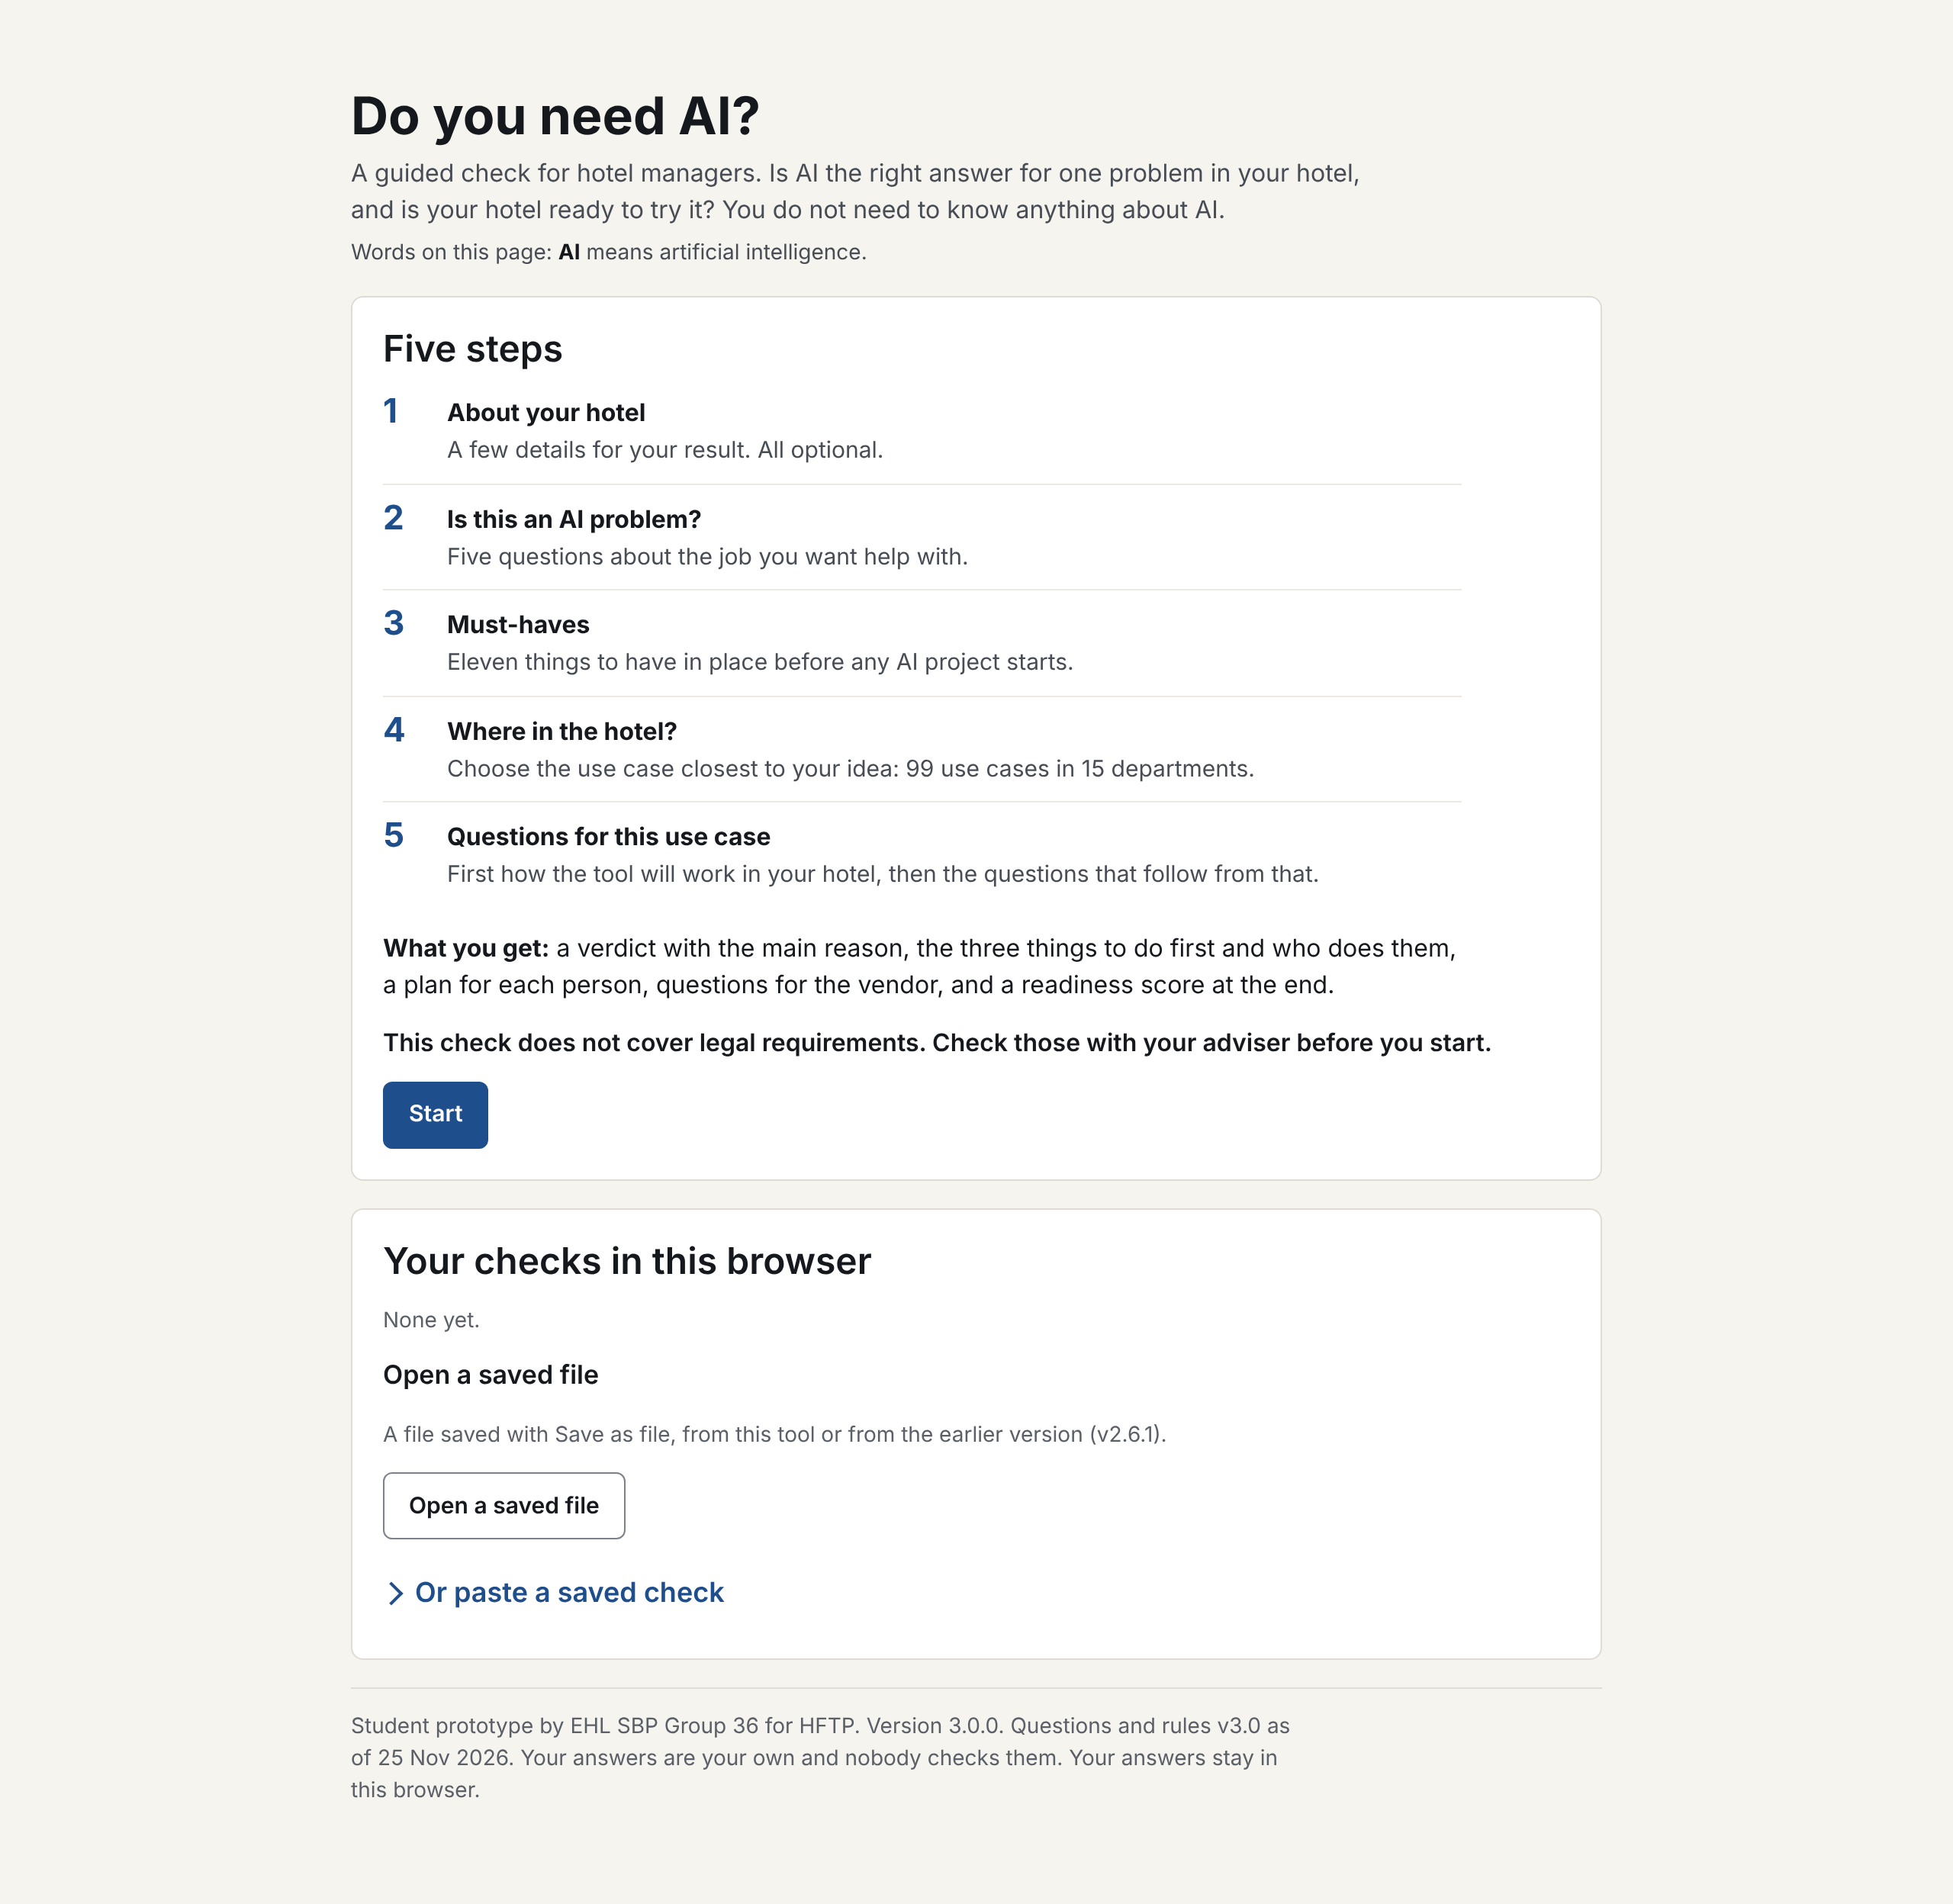 Do you need AI?
A guided check for hotel managers. Is AI the right answer for one problem in your hotel,
and is your hotel ready to try it? You do not need to know anything about AI.
Words on this page: AI means artificial intelligence.
Five steps
1
About your hotel
A few details for your result. All optional.
2
Is this an AI problem?
Five questions about the job you want help with.
3
Must-haves
Eleven things to have in place before any AI project starts.
4
Where in the hotel?
Choose the use case closest to your idea: 99 use cases in 15 departments.
5
Questions for this use case
First how the tool will work in your hotel, then the questions that follow from that.
What you get: a verdict with the main reason, the three things to do first and who does them,
a plan for each person, questions for the vendor, and a readiness score at the end.
This check does not cover legal requirements. Check those with your adviser before you start.
Start
Your checks in this browser
None yet.
Open a saved file
A file saved with Save as file, from this tool or from the earlier version (v2.6.1).
Open a saved file
Or paste a saved check
Student prototype by EHL SBP Group 36 for HFTP. Version 3.0.0. Questions and rules v3.0 as
of 25 Nov 2026. Your answers are your own and nobody checks them. Your answers stay in
this browser.